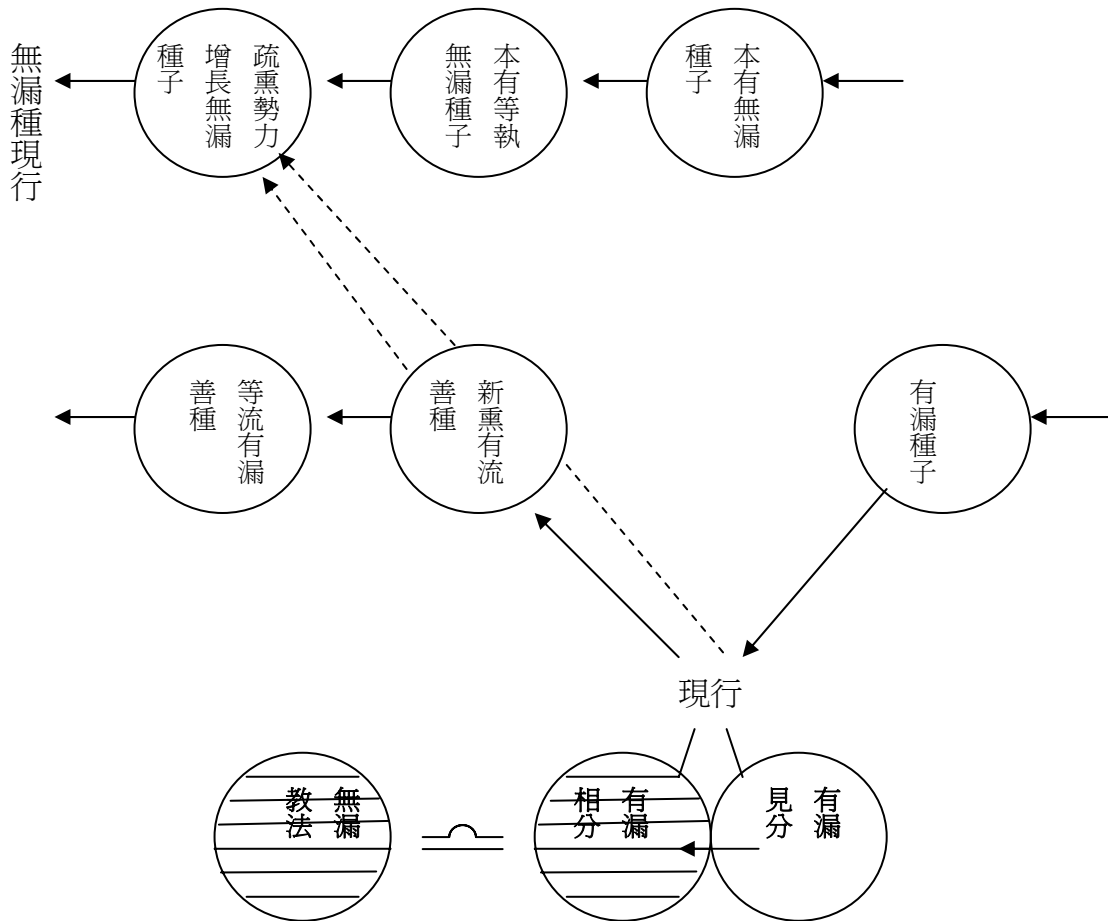 本有無漏
種子
本有等執
無漏種子
疏熏勢力
增長無漏
種子
無漏種現行
有漏種子
新熏有流
善種
等流有漏
善種
現行
有漏
見分
有漏
相分
無漏
教法